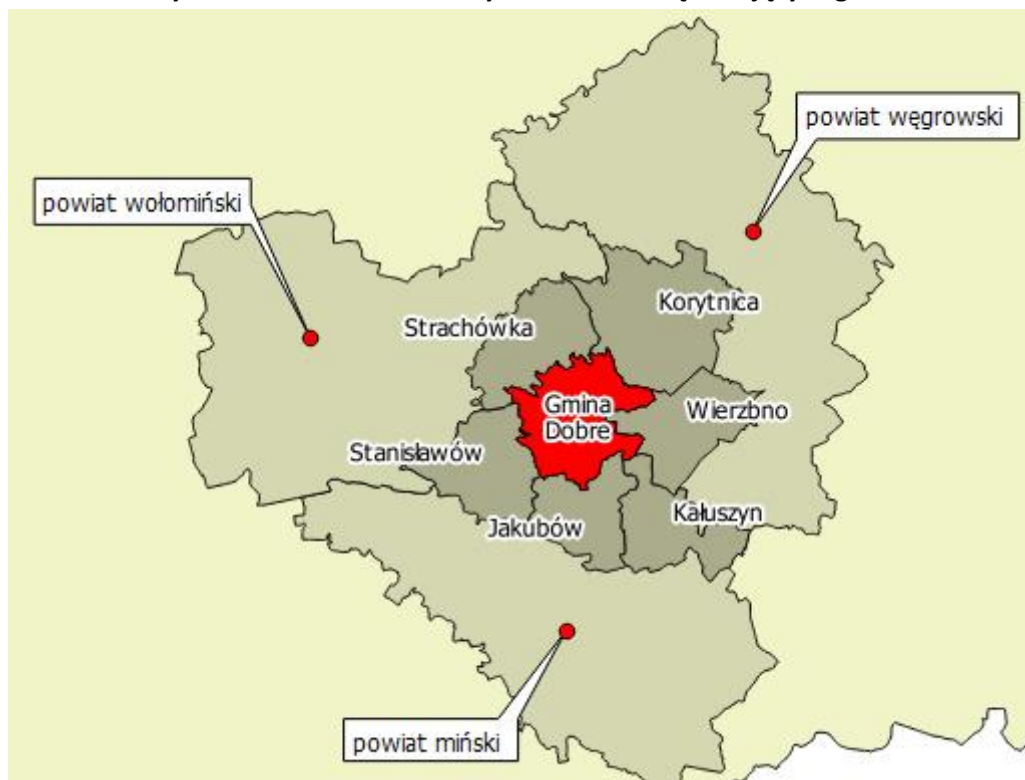 powiat węgrowski
powiat wołomiński
Korytnica
Strachówka
Gmina
Dobre
Wierzbno
Stanisławów
Kałuszyn
Jakubów
powiat miński